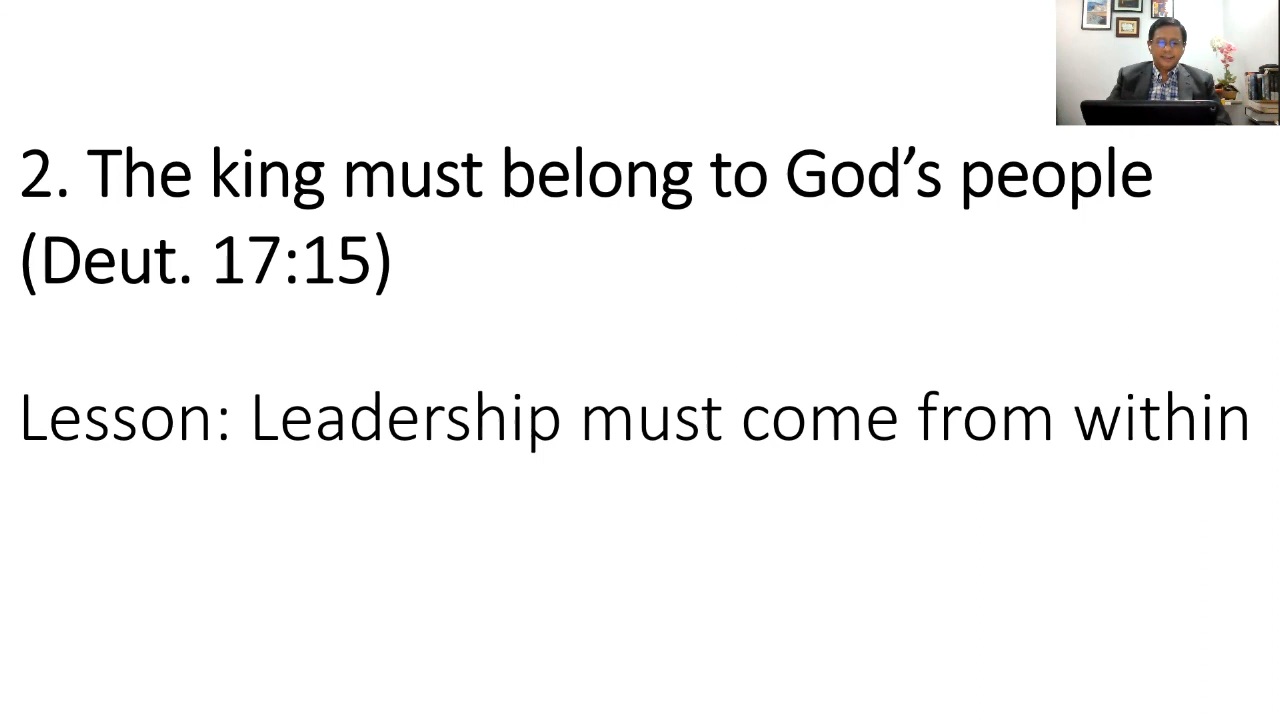 2. The king must belong to God’s people
(Deut. 17:15)
Lesson: Leadership must come from within